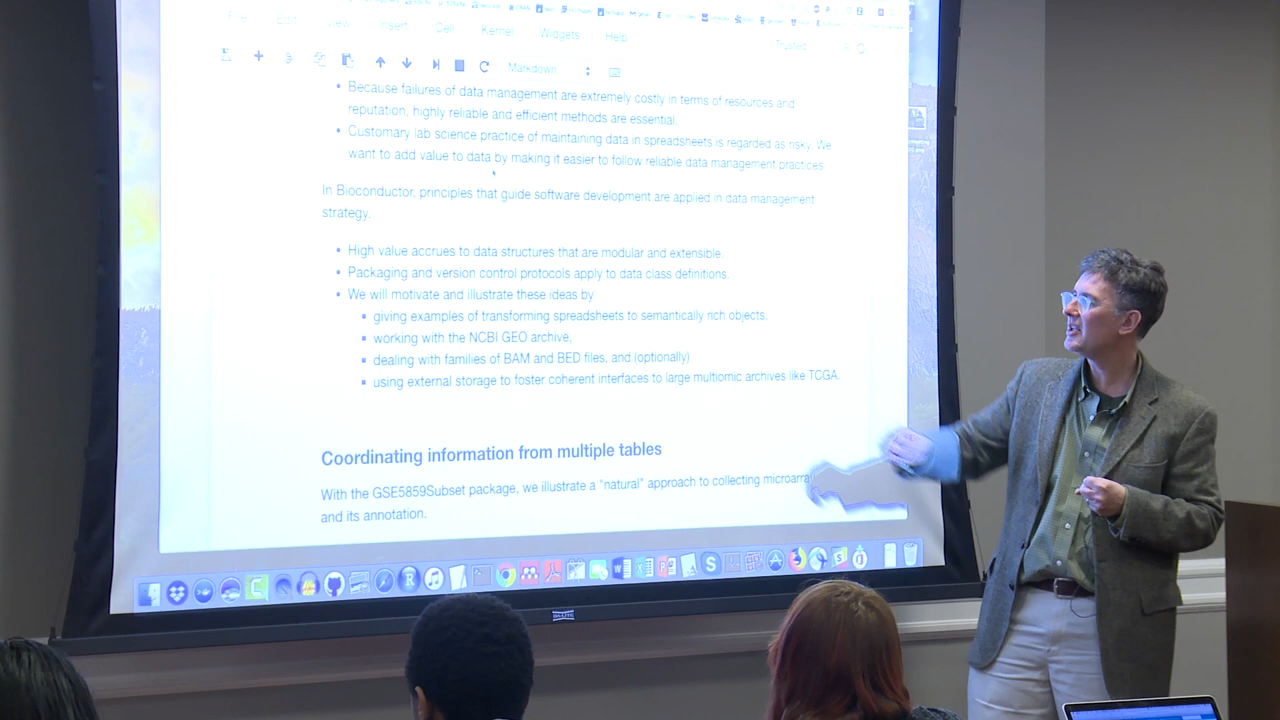 File Edit View Insert Cell Kernel Widgets Help Trusted
Markdown
Because failures of data management are extremely costly in terms of resources and
reputation, highly reliable and efficient methods are essential.
Customary lab science practice of maintaining data in spreadsheets is regarded as risky. We
want to add value to data by making it easier to follow reliable data management practices.
In Bioconductor, principles that guide software development are applied in data management
strategy.
High value accrues to data structures that are modular and extensible.
Packaging and version control protocols apply to data class definitions.
We will motivate and illustrate these ideas by
giving examples of transforming spreadsheets to semantically rich objects,
working with the NCBI GEO archive,
dealing with families of BAM and BED files, and (optionally)
using external storage to foster coherent interfaces to large multiomic archives like TCGA.
Coordinating information from multiple tables
With the GSE5859Subset package, we illustrate a "natural" approach to collecting microarra
and its annotation.
DA-LITE